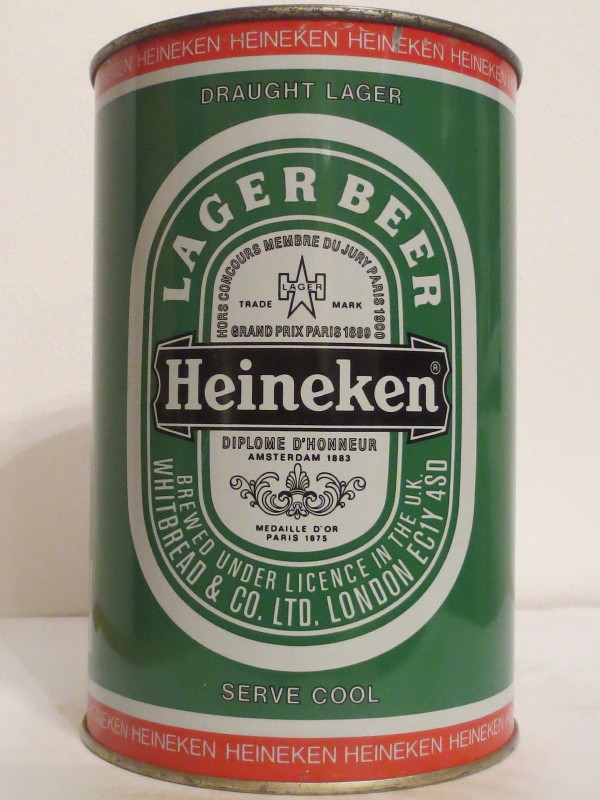 HEINEKEN HEINEKEN HEINEKEN HEINEKEN
DRAUGHT LAGER
LAGER BEER
HORS CONCOURS MEMBRE DU JURY PARIS 1900
LAGER
TRADE MARK
GRAND PRIX PARIS 1889
Heineken®
DIPLOME D'HONNEUR
AMSTERDAM 1883
MEDAILLE D'OR
PARIS 1875
BREWED UNDER LICENCE IN THE U.K.
WHITBREAD & CO. LTD. LONDON EC1Y 4SD
SERVE COOL
HEINEKEN HEINEKEN HEINEKEN HEINEKEN HEINEKEN